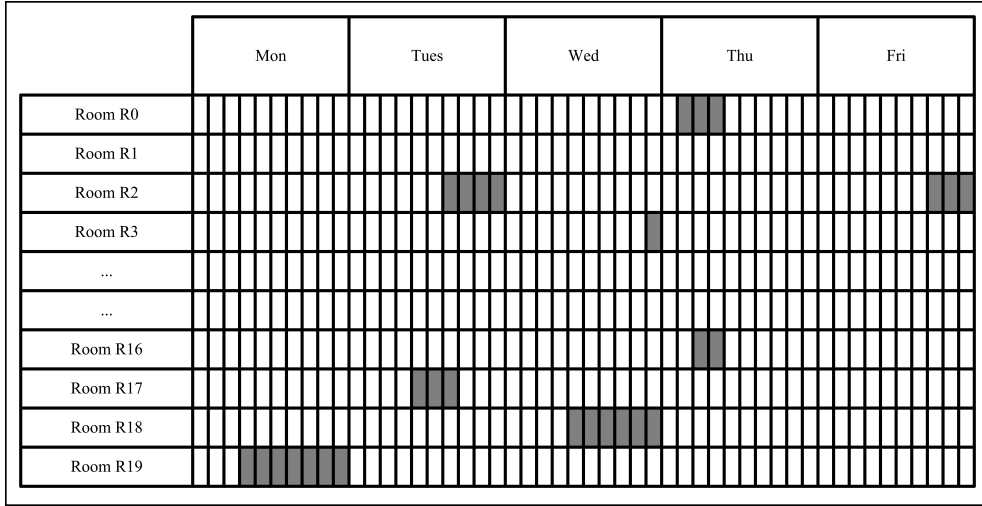 Mon Tues Wed Thu Fri
Room R0
Room R1
Room R2
Room R3
...
...
Room R16
Room R17
Room R18
Room R19